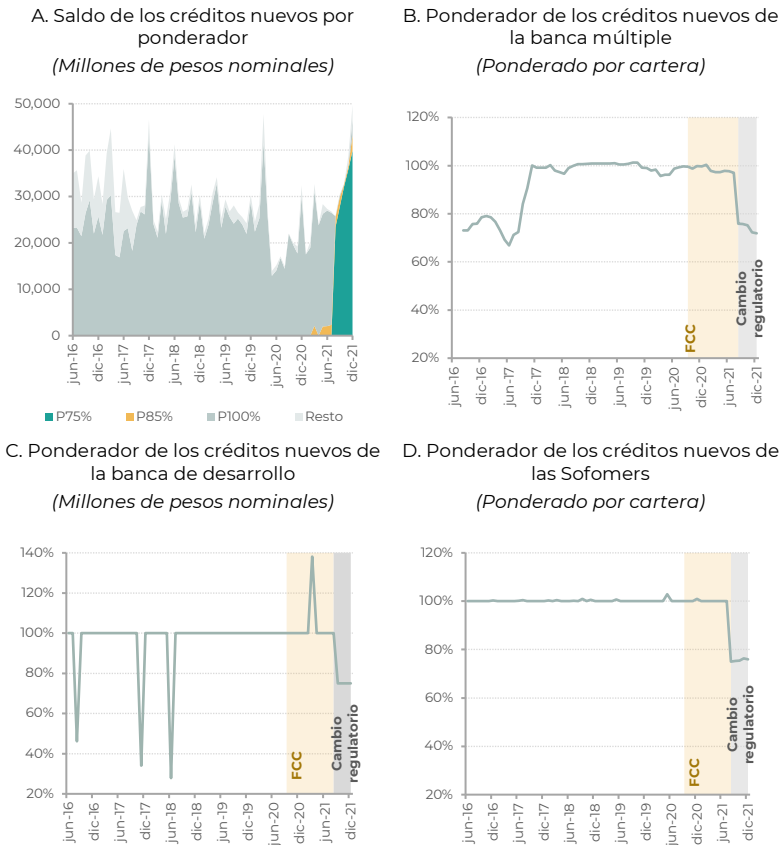 A. Saldo de los créditos nuevos por
ponderador
(Millones de pesos nominales)
50,000
40,000
30,000
20,000
10,000
0
jun-16
dic-16
jun-17
dic-17
jun-18
dic-18
jun-19
dic-19
jun-20
dic-20
jun-21
dic-21
P75%
P85%
P100%
Resto
B. Ponderador de los créditos nuevos de
la banca múltiple
(Ponderado por cartera)
120%
100%
80%
60%
40%
20%
FCC
Cambio
regulatorio
jun-16
dic-16
jun-17
dic-17
jun-18
dic-18
jun-19
dic-19
jun-20
dic-20
jun-21
dic-21
C. Ponderador de los créditos nuevos de
la banca de desarrollo
(Millones de pesos nominales)
140%
120%
100%
80%
60%
40%
20%
FCC
Cambio
regulatorio
jun-16
dic-16
jun-17
dic-17
jun-18
dic-18
jun-19
dic-19
jun-20
dic-20
jun-21
dic-21
D. Ponderador de los créditos nuevos de
las Sofomers
(Ponderado por cartera)
120%
100%
80%
60%
40%
20%
FCC
Cambio
regulatorio
jun-16
dic-16
jun-17
dic-17
jun-18
dic-18
jun-19
dic-19
jun-20
dic-20
jun-21
dic-21